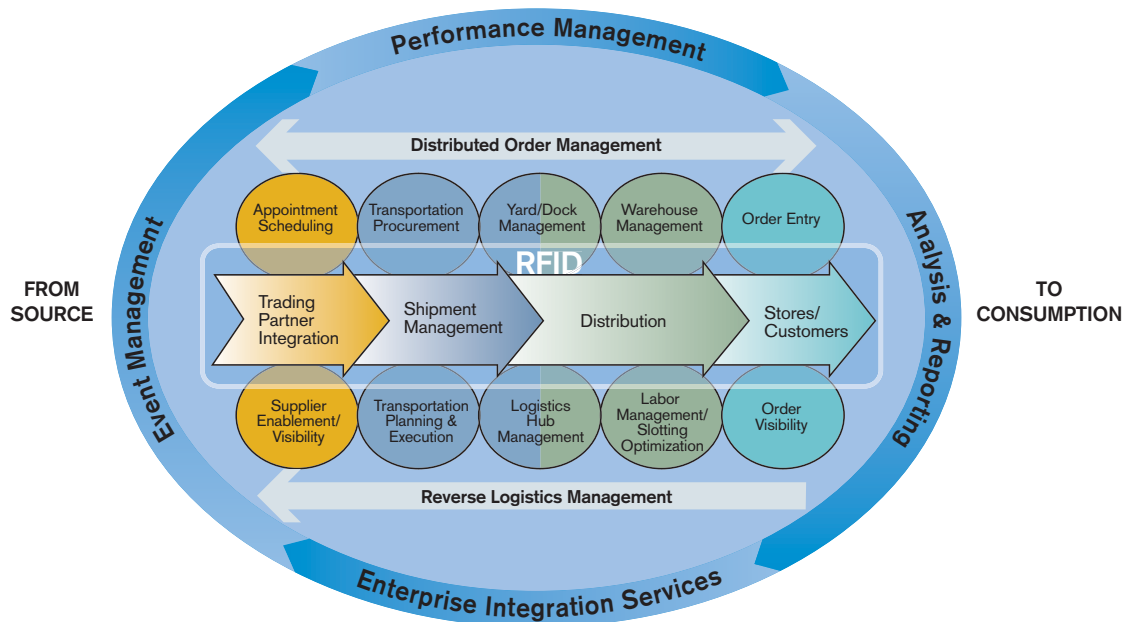 Performance Management
Distributed Order Management
Appointment
Scheduling
Transportation
Procurement
Yard/Dock
Management
Warehouse
Management
Order Entry
Event Management
Analysis & Reporting
RFID
FROM
SOURCE
Trading
Partner
Integration
Shipment
Management
Distribution
Stores/
Customers
TO
CONSUMPTION
Supplier
Enablement/
Visibility
Transportation
Planning &
Execution
Logistics
Hub
Management
Labor
Management/
Slotting
Optimization
Order
Visibility
Reverse Logistics Management
Enterprise Integration Services